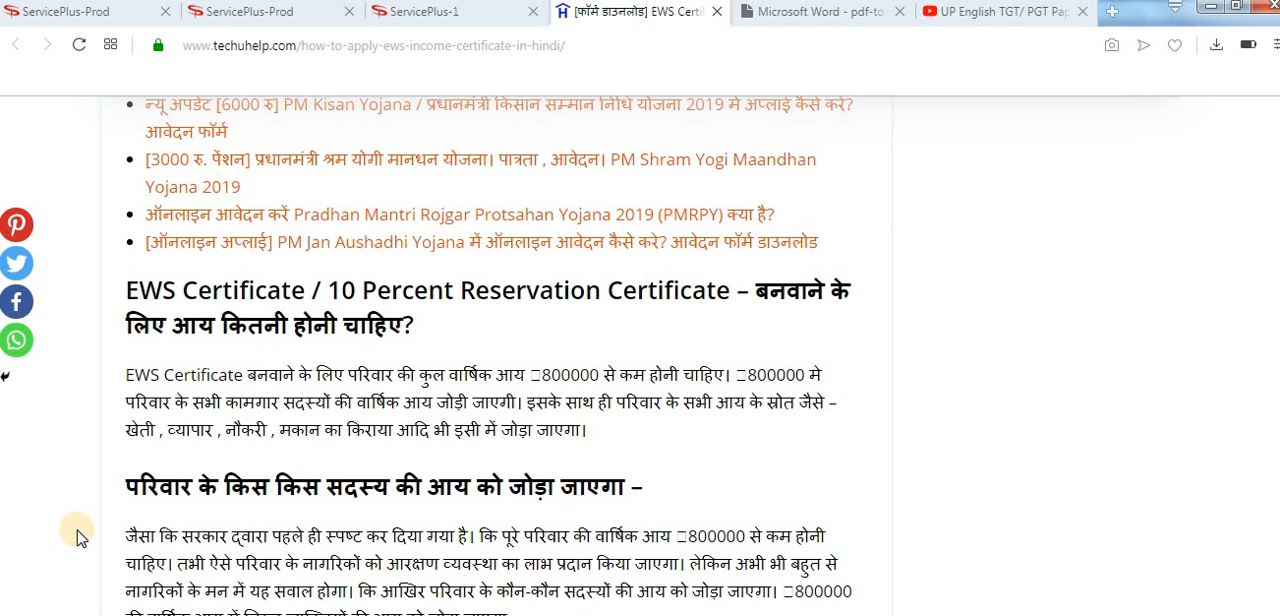 ServicePlus-Prod
ServicePlus-Prod
ServicePlus-1
[फॉर्म डाउनलोड] EWS Certi
Microsoft Word - pdf-to-
UP English TGT/ PGT Pap
www.techuhelp.com/how-to-apply-ews-income-certificate-in-hindi/
न्यू अपडेट [6000 रु] PM Kisan Yojana / प्रधानमंत्री किसान सम्मान निधि योजना 2019 मे अप्लाई कैसे करे?
आवेदन फॉर्म
[3000 रु. पेंशन] प्रधानमंत्री श्रम योगी मानधन योजना। पात्रता , आवेदन। PM Shram Yogi Maandhan
Yojana 2019
ऑनलाइन आवेदन करें Pradhan Mantri Rojgar Protsahan Yojana 2019 (PMRPY) क्या है?
[ऑनलाइन अप्लाई] PM Jan Aushadhi Yojana में ऑनलाइन आवेदन कैसे करे? आवेदन फॉर्म डाउनलोड
EWS Certificate / 10 Percent Reservation Certificate – बनवाने के
लिए आय कितनी होनी चाहिए?
EWS Certificate बनवाने के लिए परिवार की कुल वार्षिक आय □800000 से कम होनी चाहिए। □800000 मे
परिवार के सभी कामगार सदस्यों की वार्षिक आय जोड़ी जाएगी। इसके साथ ही परिवार के सभी आय के स्रोत जैसे –
खेती , व्यापार , नौकरी , मकान का किराया आदि भी इसी में जोड़ा जाएगा।
परिवार के किस किस सदस्य की आय को जोड़ा जाएगा –
जैसा कि सरकार द्वारा पहले ही स्पष्ट कर दिया गया है। कि पूरे परिवार की वार्षिक आय □800000 से कम होनी
चाहिए। तभी ऐसे परिवार के नागरिकों को आरक्षण व्यवस्था का लाभ प्रदान किया जाएगा। लेकिन अभी भी बहुत से
नागरिकों के मन में यह सवाल होगा। कि आखिर परिवार के कौन-कौन सदस्यों की आय को जोड़ा जाएगा। □800000